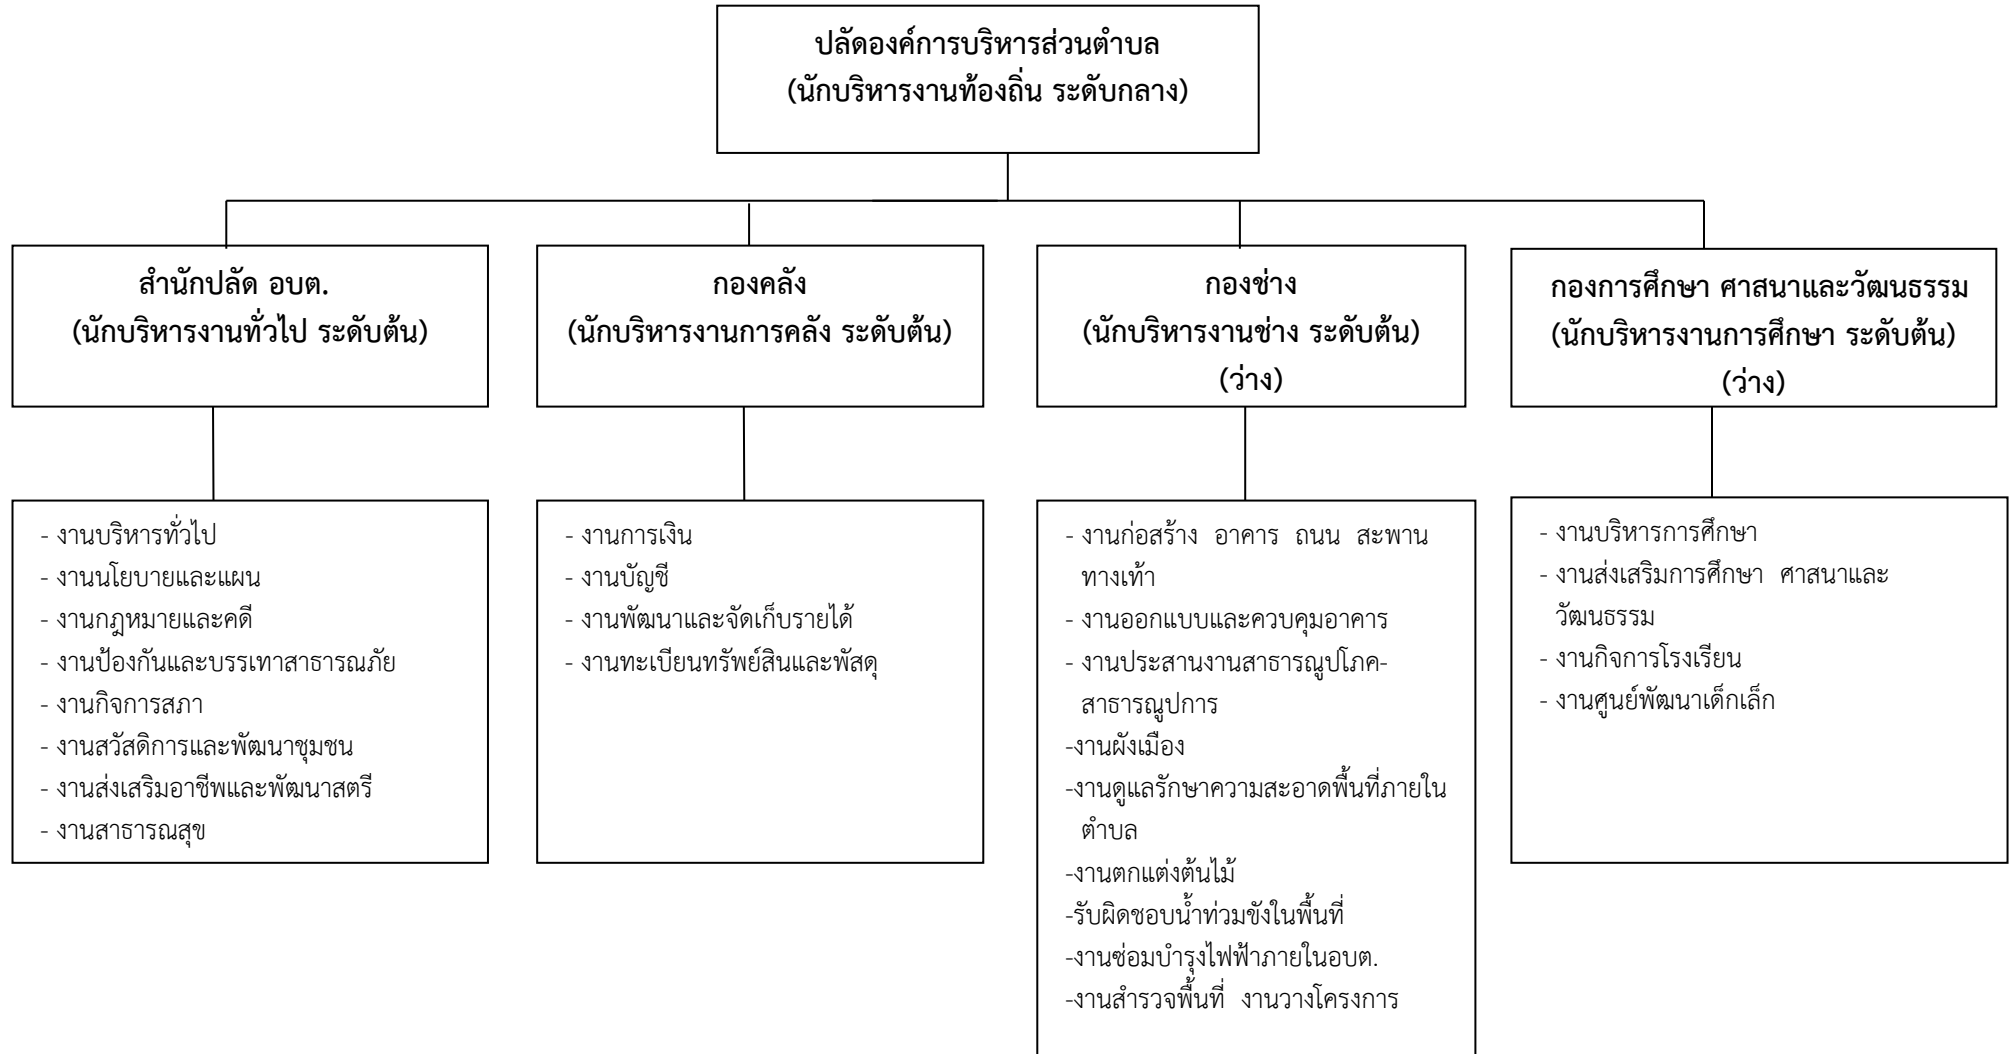 ปลัดองค์การบริหารส่วนตำบล
(นักบริหารงานท้องถิ่น ระดับกลาง)
สำนักปลัด อบต.
(นักบริหารงานทั่วไป ระดับต้น)
กองคลัง
(นักบริหารงานการคลัง ระดับต้น)
กองช่าง
(นักบริหารงานช่าง ระดับต้น)
(ว่าง)
กองการศึกษา ศาสนาและวัฒนธรรม
(นักบริหารงานการศึกษา ระดับต้น)
(ว่าง)
- งานบริหารทั่วไป
- งานนโยบายและแผน
- งานกฎหมายและคดี
- งานป้องกันและบรรเทาสาธารณภัย
- งานกิจการสภา
- งานสวัสดิการและพัฒนาชุมชน
- งานส่งเสริมอาชีพและพัฒนาสตรี
- งานสาธารณสุข
- งานการเงิน
- งานบัญชี
- งานพัฒนาและจัดเก็บรายได้
- งานทะเบียนทรัพย์สินและพัสดุ
- งานก่อสร้าง อาคาร ถนน สะพาน
ทางเท้า
- งานออกแบบและควบคุมอาคาร
- งานประสานงานสาธารณูปโภค-
สาธารณูปการ
-งานผังเมือง
-งานดูแลรักษาความสะอาดพื้นที่ภายใน
ตำบล
-งานตกแต่งต้นไม้
-รับผิดชอบน้ำท่วมขังในพื้นที่
-งานซ่อมบำรุงไฟฟ้าภายในอบต.
-งานสำรวจพื้นที่ งานวางโครงการ
- งานบริหารการศึกษา
- งานส่งเสริมการศึกษา ศาสนาและ
วัฒนธรรม
- งานกิจการโรงเรียน
- งานศูนย์พัฒนาเด็กเล็ก